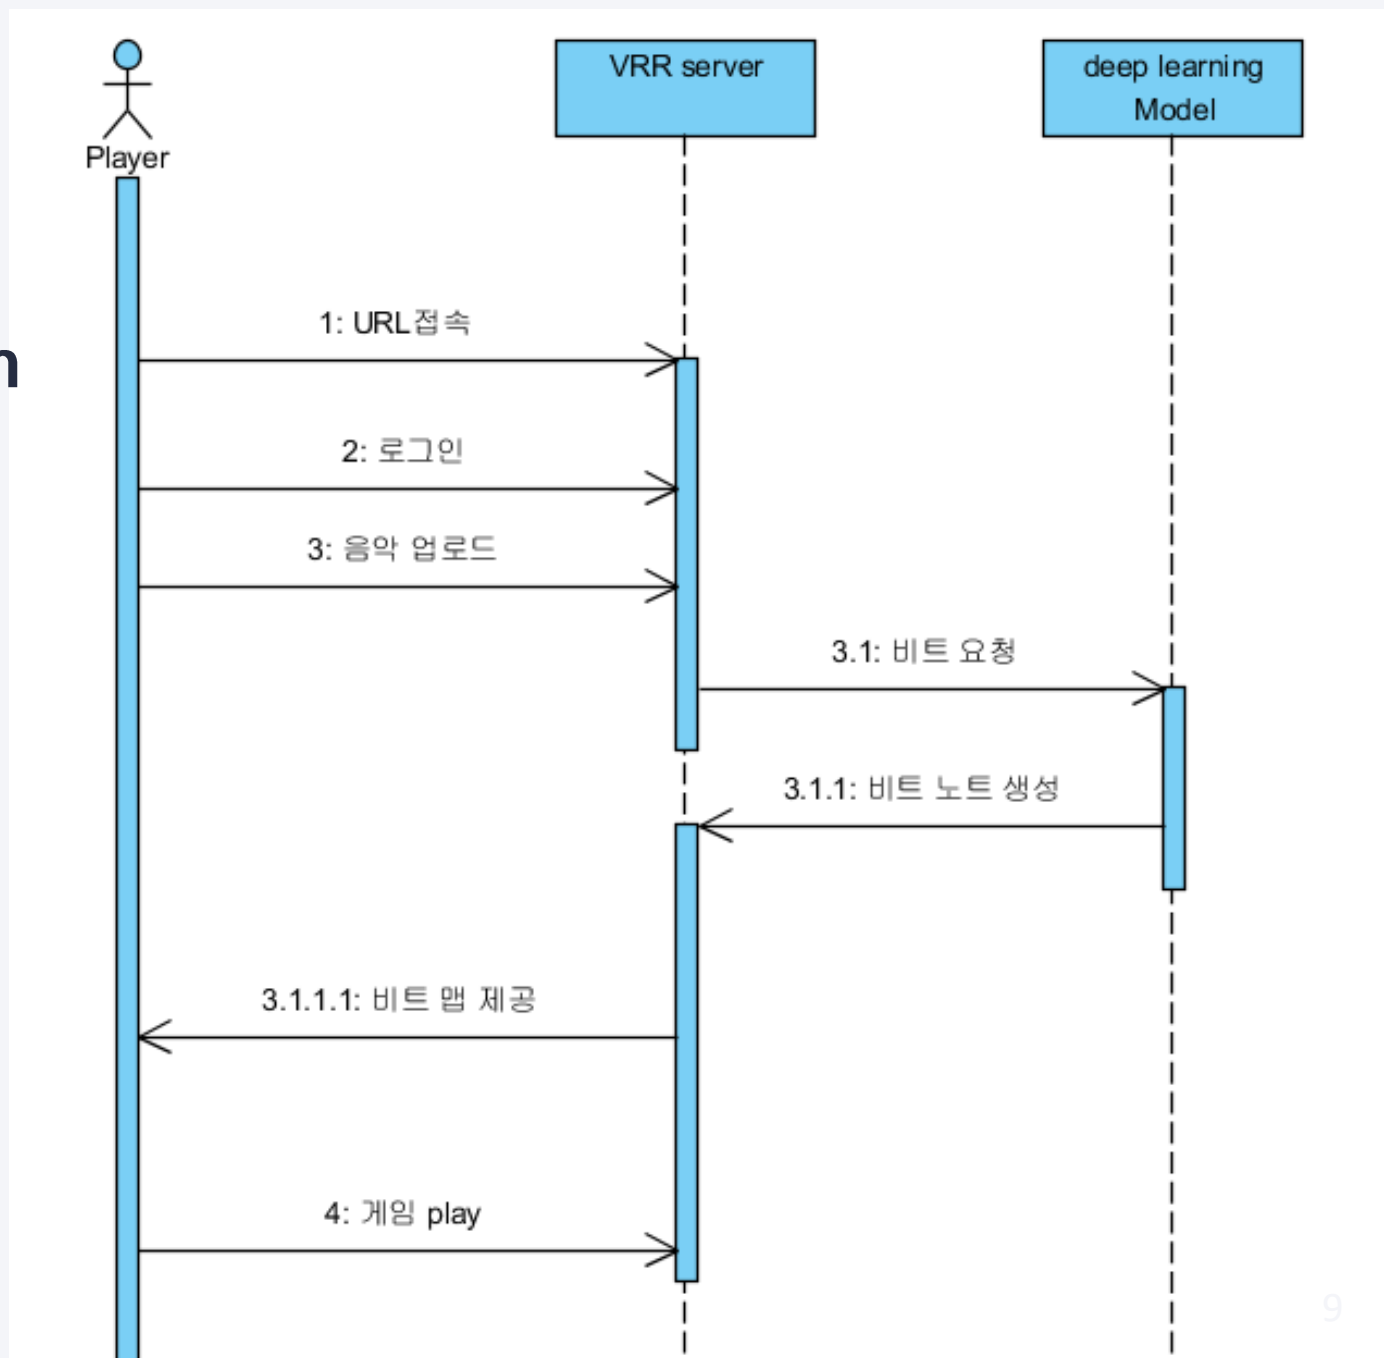 Player
VRR server
deep learning
Model
1: URL접속
2: 로그인
3: 음악 업로드
3.1: 비트 요청
3.1.1: 비트 노트 생성
3.1.1.1: 비트 맵 제공
4: 게임 play
9